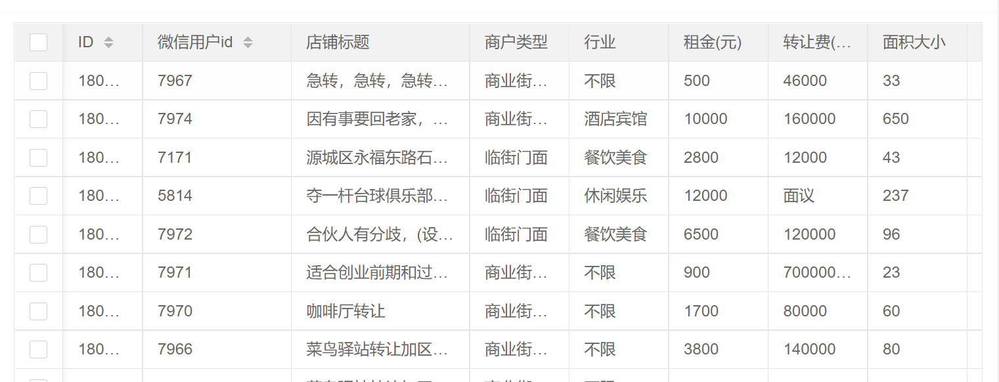 ID 微信用户id 店铺标题 商户类型 行业 租金(元) 转让费(... 面积大小
180... 7967 急转，急转，急转... 商业街... 不限 500 46000 33
180... 7974 因有事要回老家，... 商业街... 酒店宾馆 10000 160000 650
180... 7171 源城区永福东路石... 临街门面 餐饮美食 2800 12000 43
180... 5814 夺一杆台球俱乐部... 临街门面 休闲娱乐 12000 面议 237
180... 7972 合伙人有分歧，(设... 临街门面 餐饮美食 6500 120000 96
180... 7971 适合创业前期和过... 商业街... 不限 900 700000... 23
180... 7970 咖啡厅转让 商业街... 不限 1700 80000 60
180... 7966 菜鸟驿站转让加区... 商业街... 不限 3800 140000 80